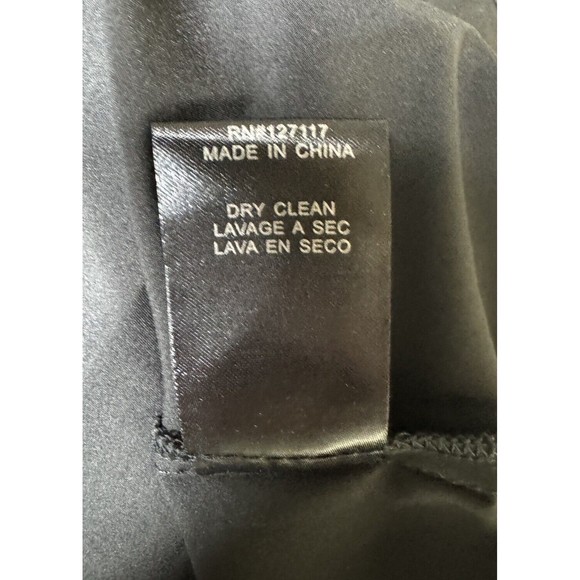 RN#127117
MADE IN CHINA
DRY CLEAN
LAVAGE A SEC
LAVA EN SECO